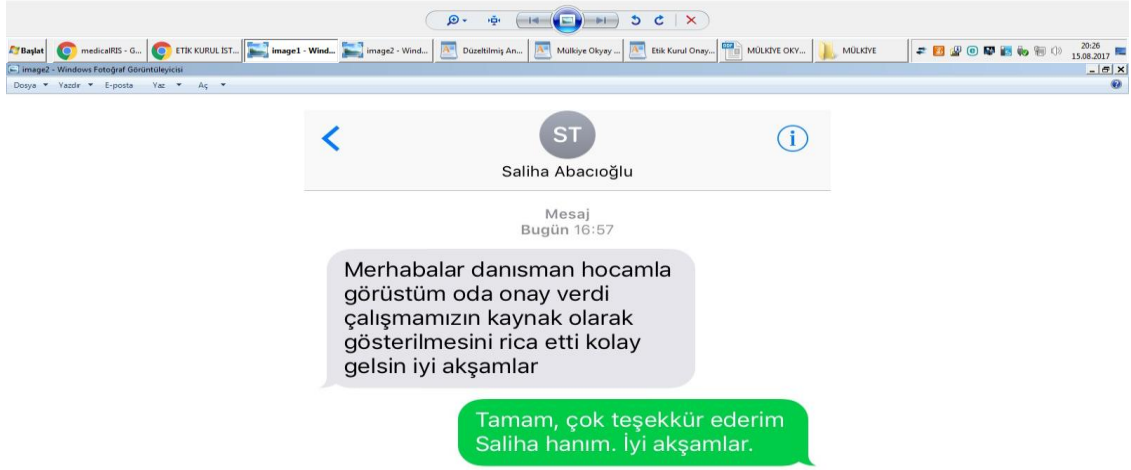 Başlat
medicalRIS - G...
ETİK KURUL İST...
image1 - Wind...
image2 - Wind...
Düzeltilmiş An...
Mülkiye Okyay ...
Etik Kurul Onay...
MÜLKİYE OKY...
MÜLKİYE
20:26
15.08.2017
image2 - Windows Fotoğraf Görüntüleyicisi
Dosya Yazdır E-posta Yaz Aç
ST
Saliha Abacıoğlu
Mesaj
Bugün 16:57
Merhabalar danısman hocamla
görüstüm oda onay verdi
çalışmamızın kaynak olarak
gösterilmesini rica etti kolay
gelsin iyi akşamlar
Tamam, çok teşekkür ederim
Saliha hanım. İyi akşamlar.